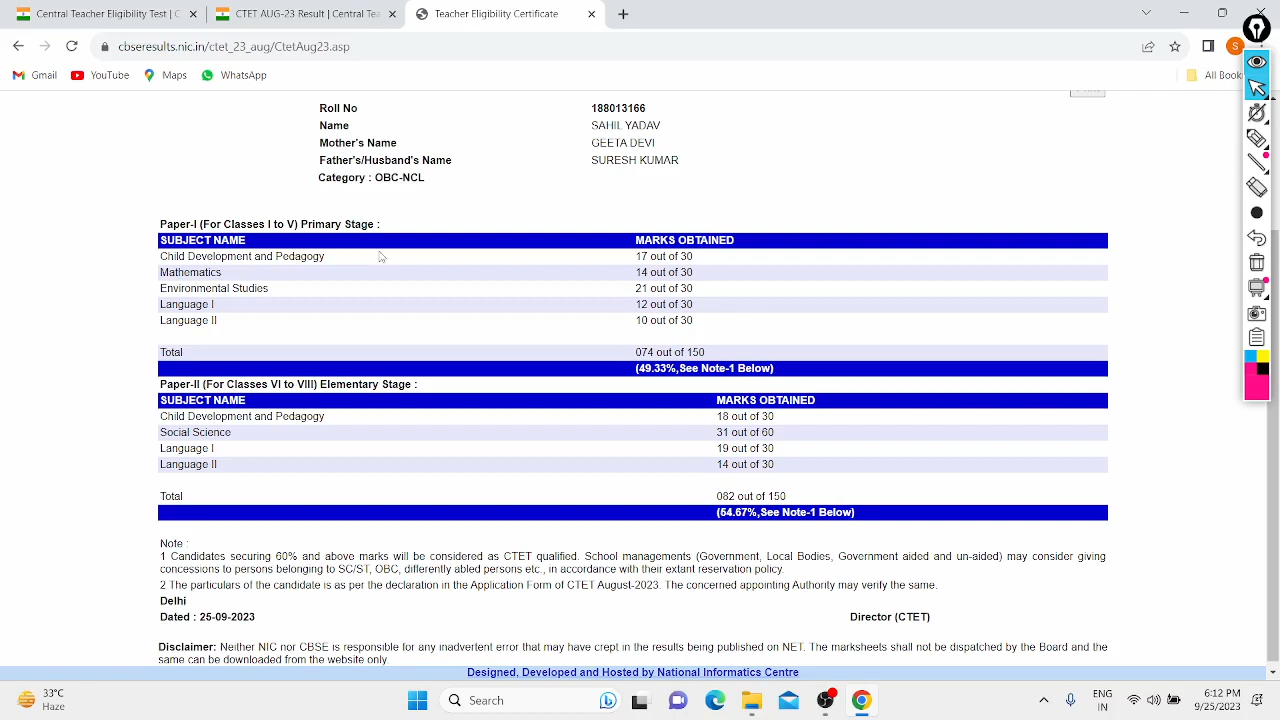 Central Teacher Eligibility Test |
CTET AUG-23 Result | Central Tea
Teacher Eligibility Certificate
cbseresults.nic.in/ctet_23_aug/CtetAug23.asp
S
Gmail YouTube Maps WhatsApp All Book
Roll No 188013166
Name SAHIL YADAV
Mother's Name GEETA DEVI
Father's/Husband's Name SURESH KUMAR
Category : OBC-NCL
Paper-I (For Classes I to V) Primary Stage :
SUBJECT NAME MARKS OBTAINED
Child Development and Pedagogy 17 out of 30
Mathematics 14 out of 30
Environmental Studies 21 out of 30
Language I 12 out of 30
Language II 10 out of 30
Total 074 out of 150
(49.33%,See Note-1 Below)
Paper-II (For Classes VI to VIII) Elementary Stage :
SUBJECT NAME MARKS OBTAINED
Child Development and Pedagogy 18 out of 30
Social Science 31 out of 60
Language I 19 out of 30
Language II 14 out of 30
Total 082 out of 150
(54.67%,See Note-1 Below)
Note :
1 Candidates securing 60% and above marks will be considered as CTET qualified. School managements (Government, Local Bodies, Government aided and un-aided) may consider giving
concessions to persons belonging to SC/ST, OBC, differently abled persons etc., in accordance with their extant reservation policy.
2 The particulars of the candidate is as per the declaration in the Application Form of CTET August-2023. The concerned appointing Authority may verify the same.
Delhi
Dated : 25-09-2023 Director (CTET)
Disclaimer: Neither NIC nor CBSE is responsible for any inadvertent error that may have crept in the results being published on NET. The marksheets shall not be dispatched by the Board and the
same can be downloaded from the website only.
Designed, Developed and Hosted by National Informatics Centre
33°C
Haze
Search
ENG
IN
6:12 PM
9/25/2023